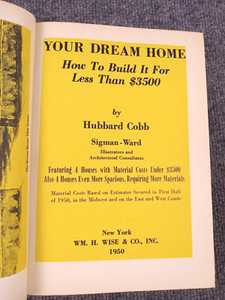 YOUR DREAM HOME
How To Build It For
Less Than $3500
by
Hubbard Cobb
Sigman-Ward
Illustrators and
Architectural Consultants
Featuring 4 Houses with Material Costs Under $3500
Also 4 Houses Even More Spacious, Requiring More Materials
Material Costs Based on Estimates Secured in First Half
of 1950, in the Midwest and on the East and West Coasts
New York
WM. H. WISE & CO., INC.
1950